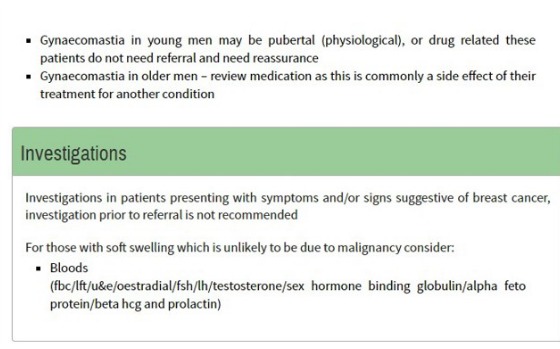 ▪ Gynaecomastia in young men may be pubertal (physiological), or drug related these
patients do not need referral and need reassurance
▪ Gynaecomastia in older men – review medication as this is commonly a side effect of their
treatment for another condition
Investigations
Investigations in patients presenting with symptoms and/or signs suggestive of breast cancer,
investigation prior to referral is not recommended
For those with soft swelling which is unlikely to be due to malignancy consider:
▪ Bloods
(fbc/lft/u&e/oestradial/fsh/lh/testosterone/sex hormone binding globulin/alpha feto
protein/beta hcg and prolactin)